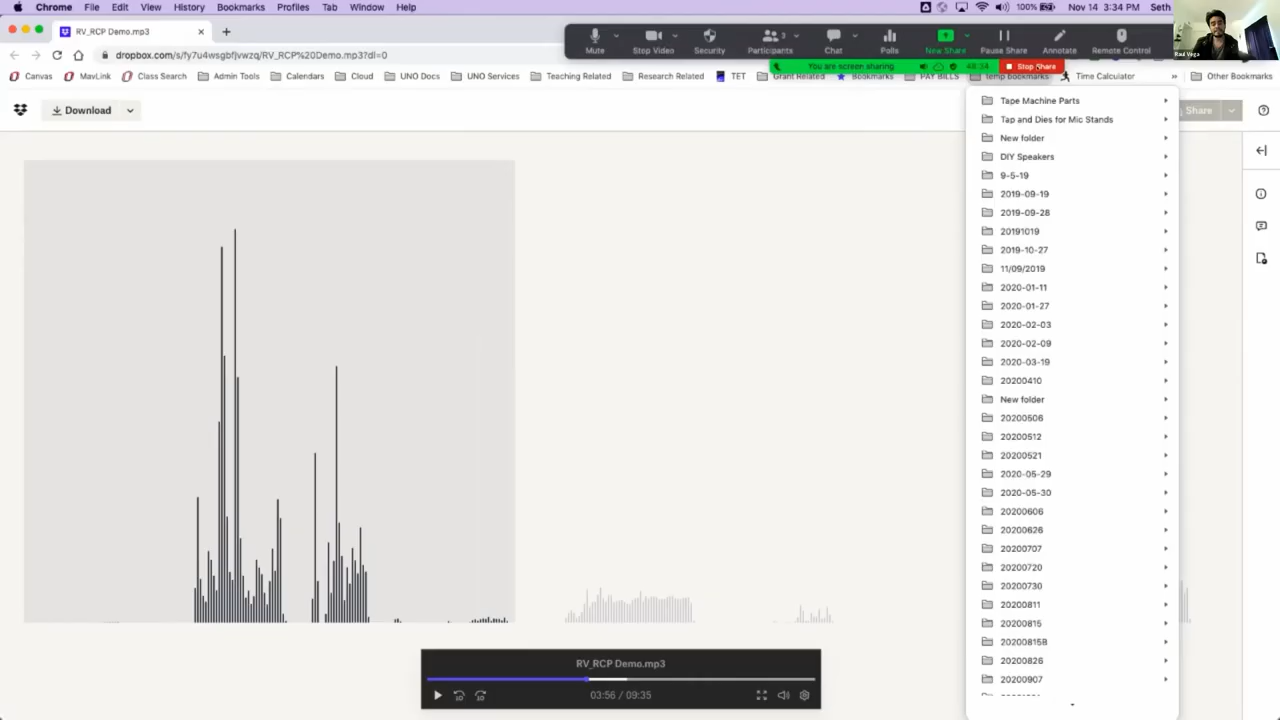 Chrome File Edit View History Bookmarks Profiles Tab Window Help
100% Nov 14 3:34 PM Seth
RV_RCP Demo.mp3
dropbox.com/s/fy7u4wsgbfjvwzq/RV_RCP%20Demo.mp3?dl=0
Mute Stop Video Security Participants 3 Chat Polls New Share Pause Share Annotate Remote Control
You are screen sharing 48:34 Stop Share
Raul Vega
Canvas MavLink Class Search Admin Tools Calendars Cloud UNO Docs UNO Services Teaching Related Research Related TET Grant Related Bookmarks PAY BILLS temp bookmarks Time Calculator » Other Bookmarks
Download
Share
Tape Machine Parts
Tap and Dies for Mic Stands
New folder
DIY Speakers
9-5-19
2019-09-19
2019-09-28
20191019
2019-10-27
11/09/2019
2020-01-11
2020-01-27
2020-02-03
2020-02-09
2020-03-19
20200410
New folder
20200506
20200512
20200521
2020-05-29
2020-05-30
20200606
20200626
20200707
20200720
20200730
20200811
20200815
20200815B
20200826
20200907
RV_RCP Demo.mp3
03:56 / 09:35